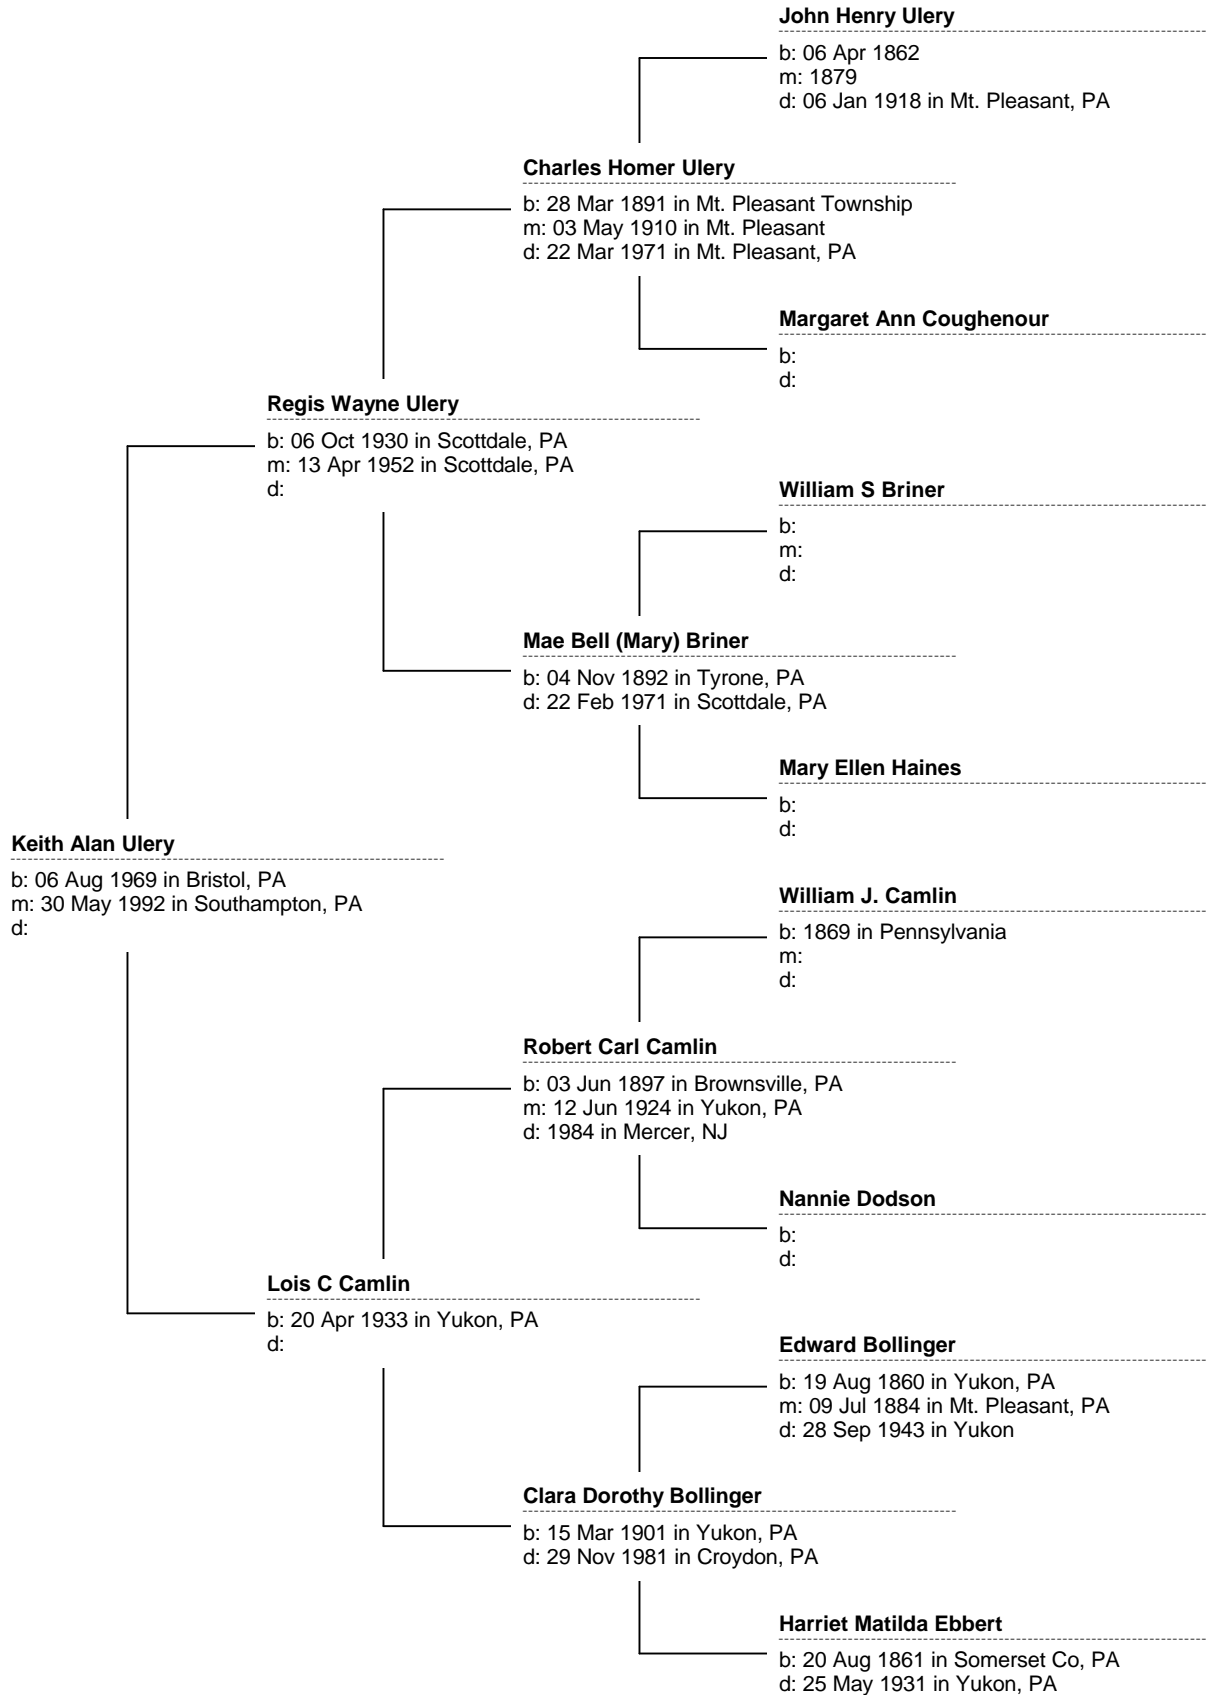 John Henry Ulery
b: 06 Apr 1862
m: 1879
d: 06 Jan 1918 in Mt. Pleasant, PA
Charles Homer Ulery
b: 28 Mar 1891 in Mt. Pleasant Township
m: 03 May 1910 in Mt. Pleasant
d: 22 Mar 1971 in Mt. Pleasant, PA
Margaret Ann Coughenour
b:
d:
Regis Wayne Ulery
b: 06 Oct 1930 in Scottdale, PA
m: 13 Apr 1952 in Scottdale, PA
d:
William S Briner
b:
m:
d:
Mae Bell (Mary) Briner
b: 04 Nov 1892 in Tyrone, PA
d: 22 Feb 1971 in Scottdale, PA
Mary Ellen Haines
b:
d:
Keith Alan Ulery
b: 06 Aug 1969 in Bristol, PA
m: 30 May 1992 in Southampton, PA
d:
William J. Camlin
b: 1869 in Pennsylvania
m:
d:
Robert Carl Camlin
b: 03 Jun 1897 in Brownsville, PA
m: 12 Jun 1924 in Yukon, PA
d: 1984 in Mercer, NJ
Nannie Dodson
b:
d:
Lois C Camlin
b: 20 Apr 1933 in Yukon, PA
d:
Edward Bollinger
b: 19 Aug 1860 in Yukon, PA
m: 09 Jul 1884 in Mt. Pleasant, PA
d: 28 Sep 1943 in Yukon
Clara Dorothy Bollinger
b: 15 Mar 1901 in Yukon, PA
d: 29 Nov 1981 in Croydon, PA
Harriet Matilda Ebbert
b: 20 Aug 1861 in Somerset Co, PA
d: 25 May 1931 in Yukon, PA